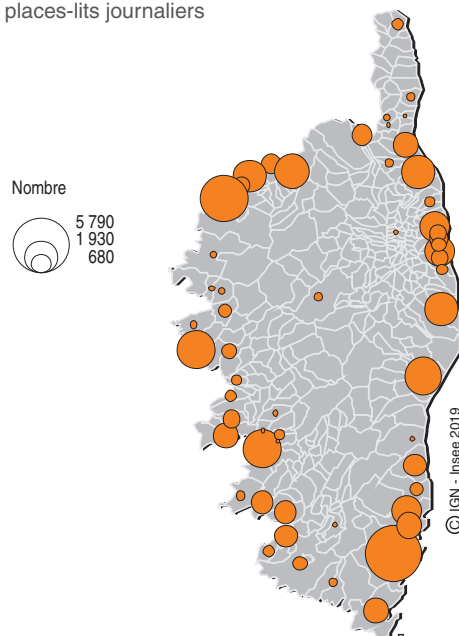 places-lits journaliers
Nombre
5 790
1 930
680
© IGN - Insee 2019